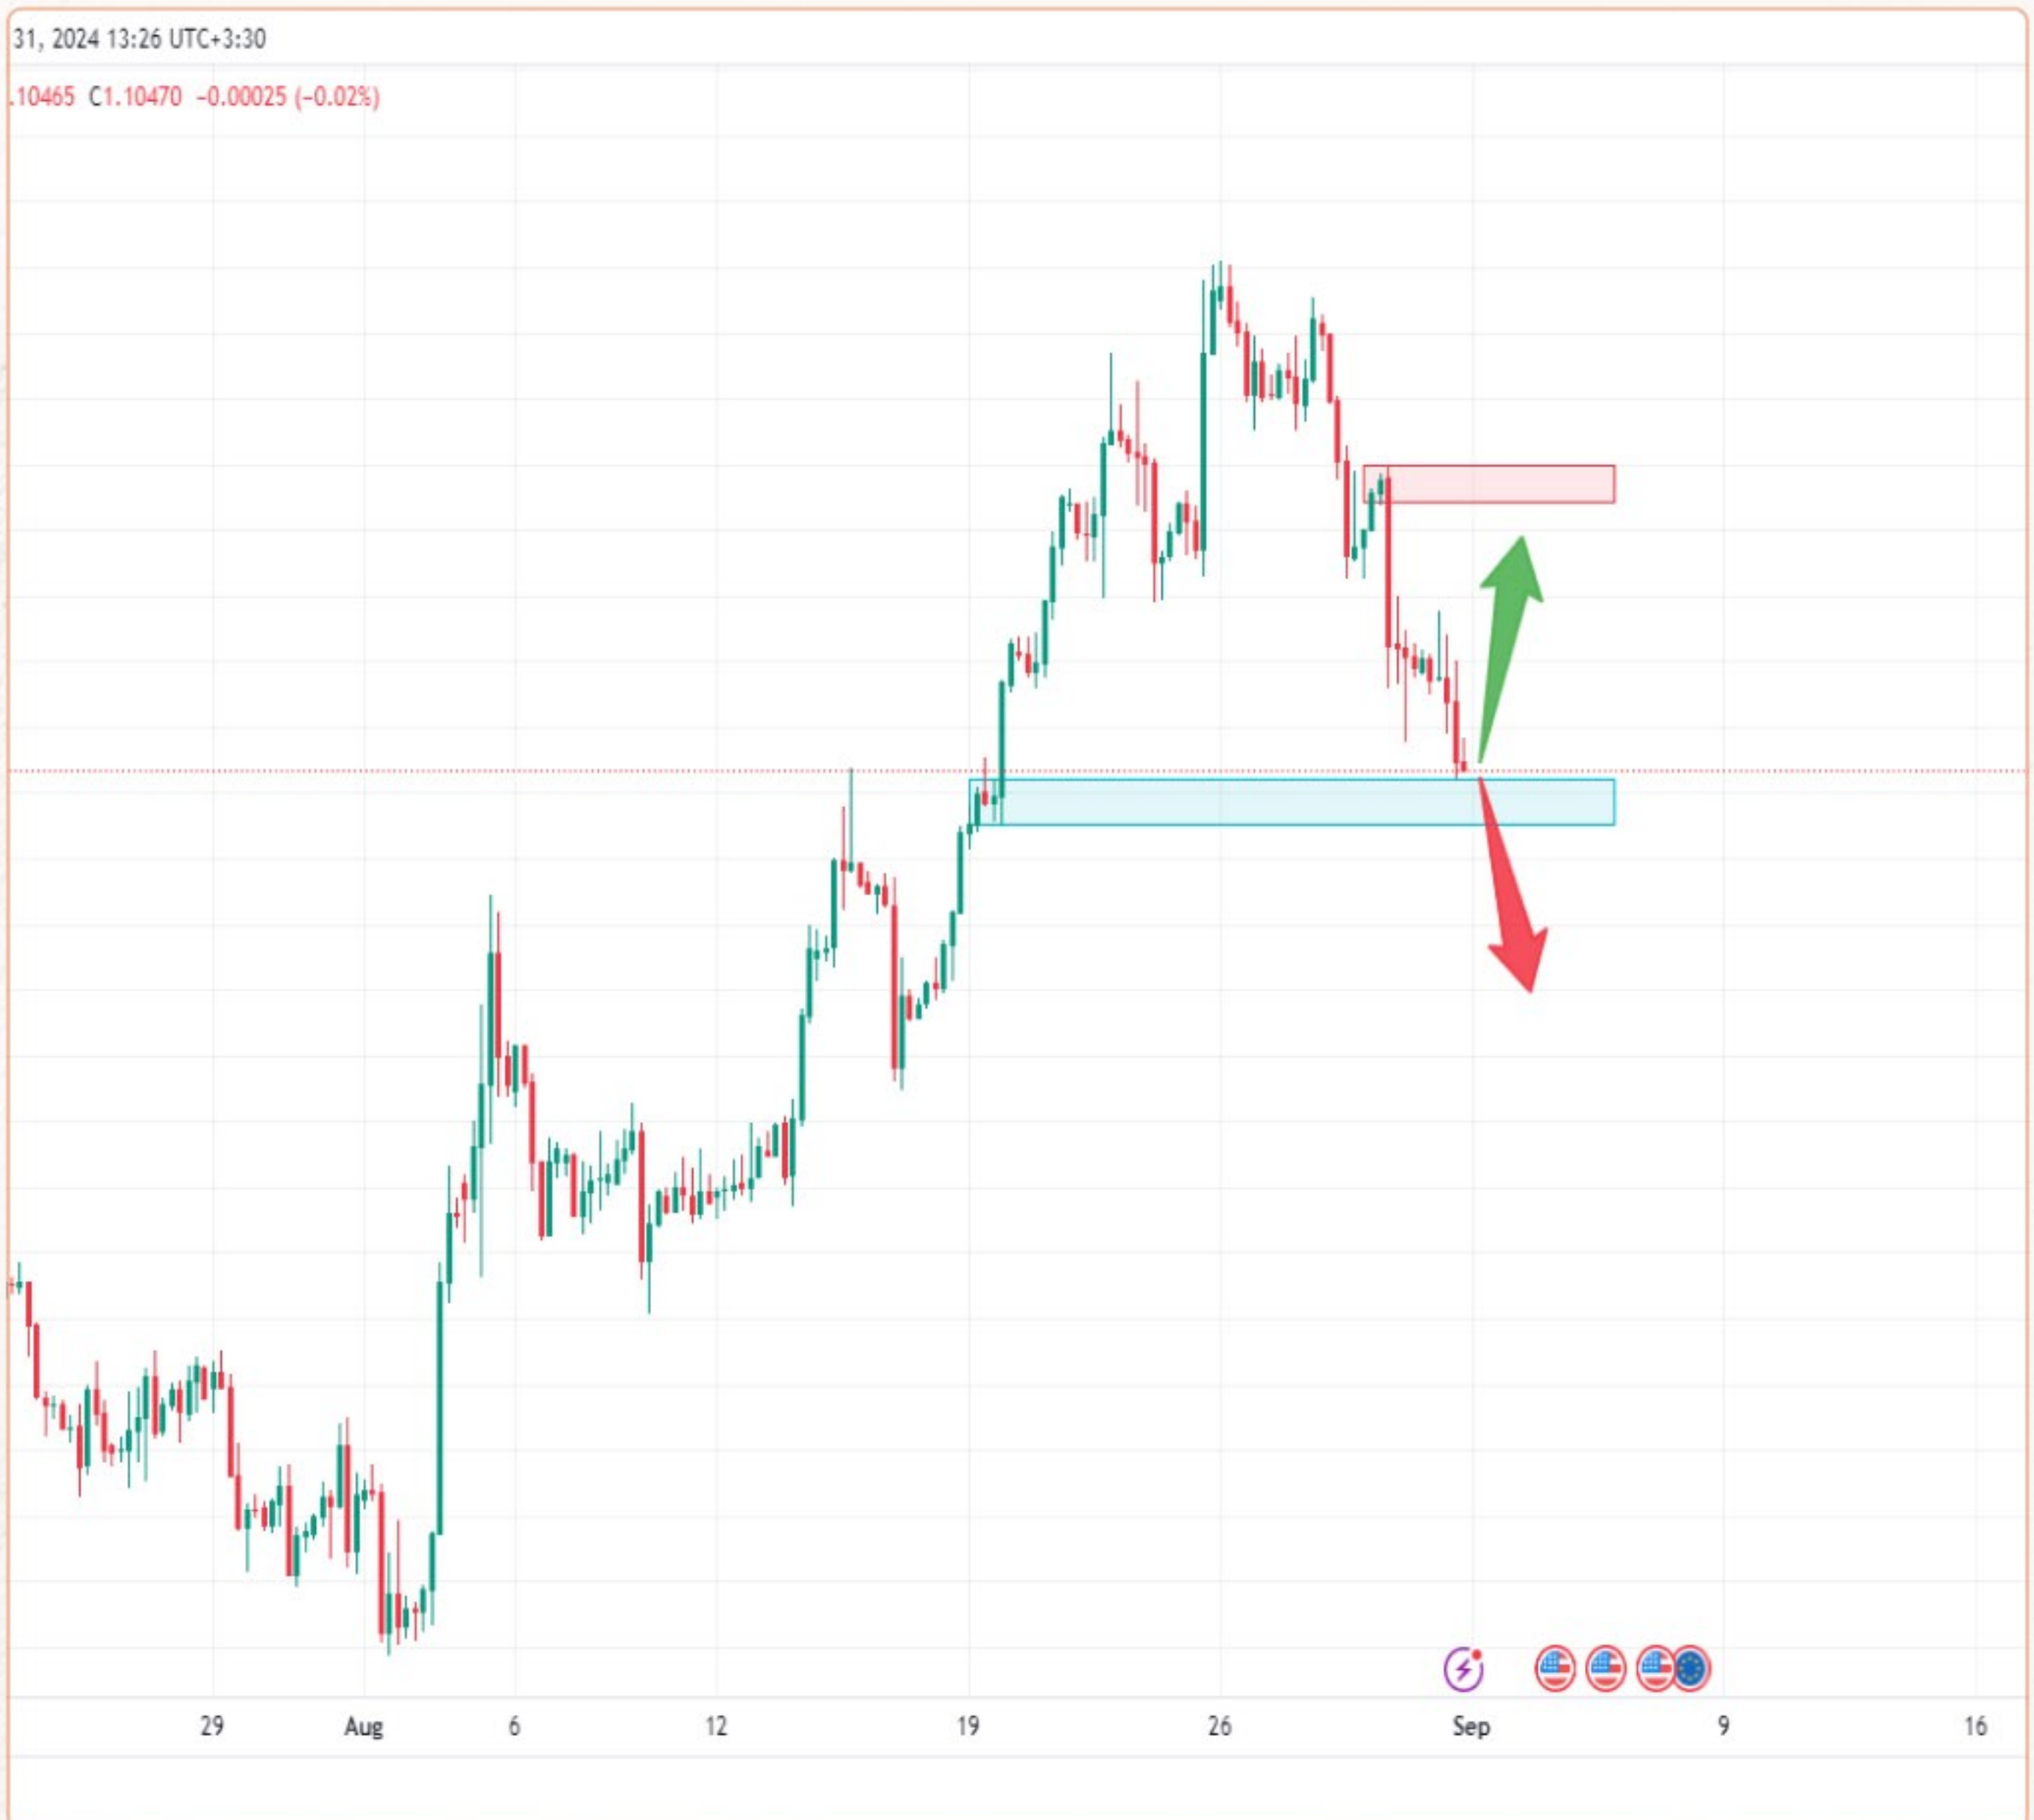 31, 2024 13:26 UTC+3:30
.10465 C1.10470 −0.00025 (−0.02%)
29 Aug 6 12 19 26 Sep 9 16